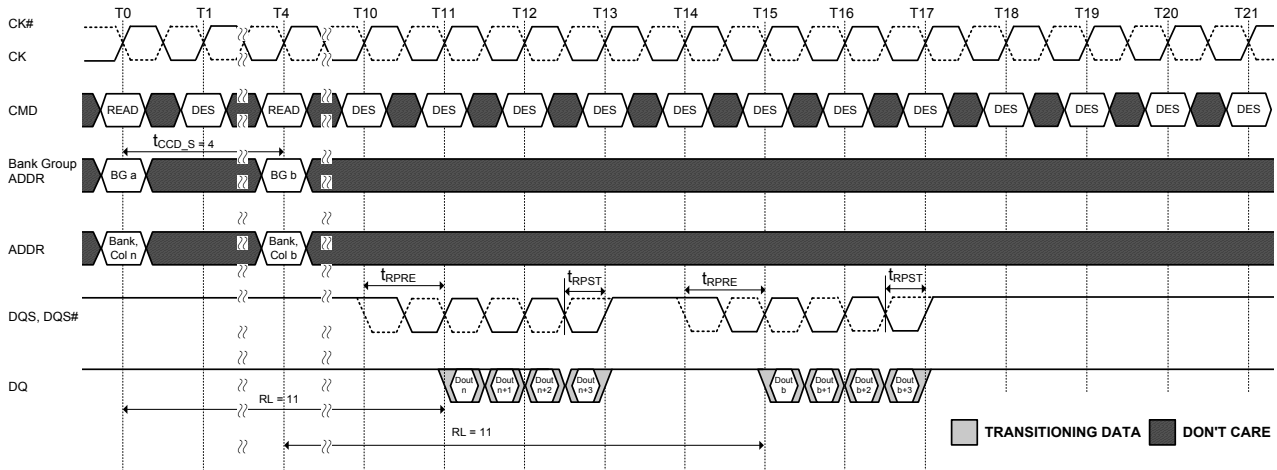 T0 T1 T4 T10 T11 T12 T13 T14 T15 T16 T17 T18 T19 T20 T21
CK#
CK
CMD READ DES READ DES DES DES DES DES DES DES DES DES DES DES DES
tCCD_S = 4
Bank Group
ADDR
BG a BG b
ADDR
Bank,
Col n
Bank,
Col b
tRPRE tRPST tRPRE tRPST
DQS, DQS#
DQ
Dout
n
Dout
n+1
Dout
n+2
Dout
n+3
Dout
b
Dout
b+1
Dout
b+2
Dout
b+3
RL = 11
RL = 11
TRANSITIONING DATA DON'T CARE